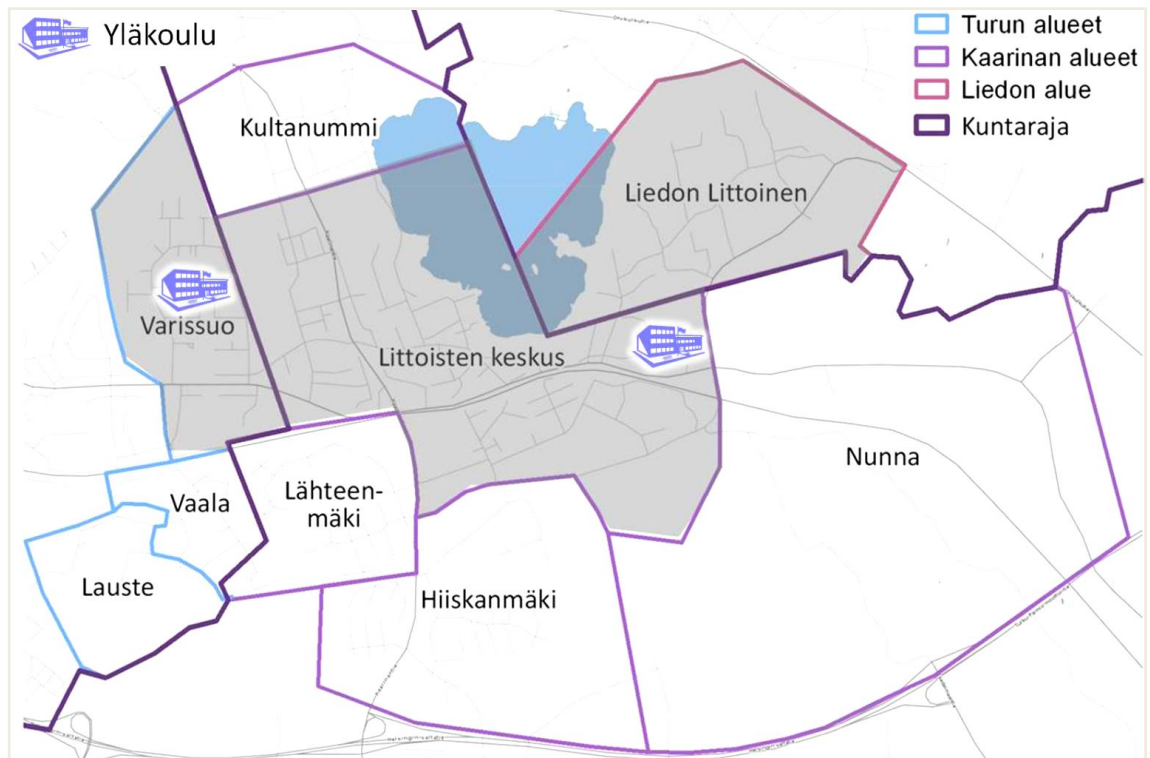 Yläkoulu
Turun alueet
Kaarinan alueet
Liedon alue
Kuntaraja
Kultanummi
Liedon Littoinen
Varissuo
Littoisten keskus
Nunna
Vaala
Lähteen-
mäki
Lauste
Hiiskanmäki